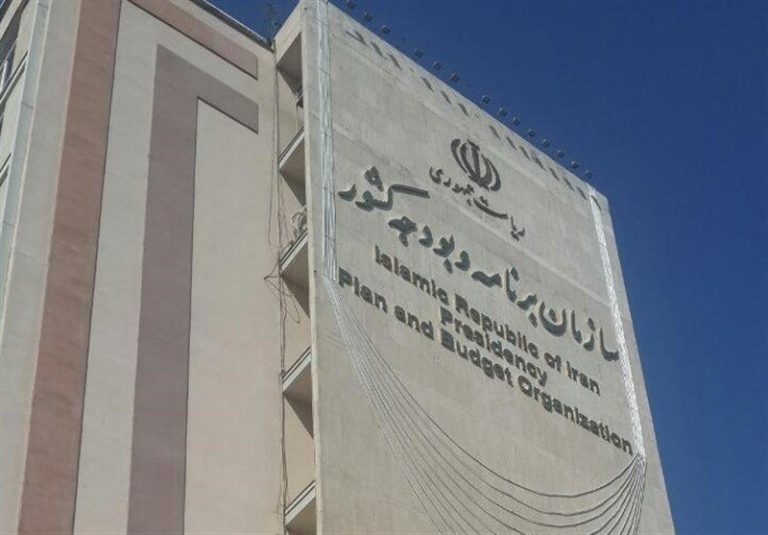 ریاست جمهوری
سازمان برنامه و بودجه کشور
Islamic Republic of Iran
Presidency
Plan and Budget Organization